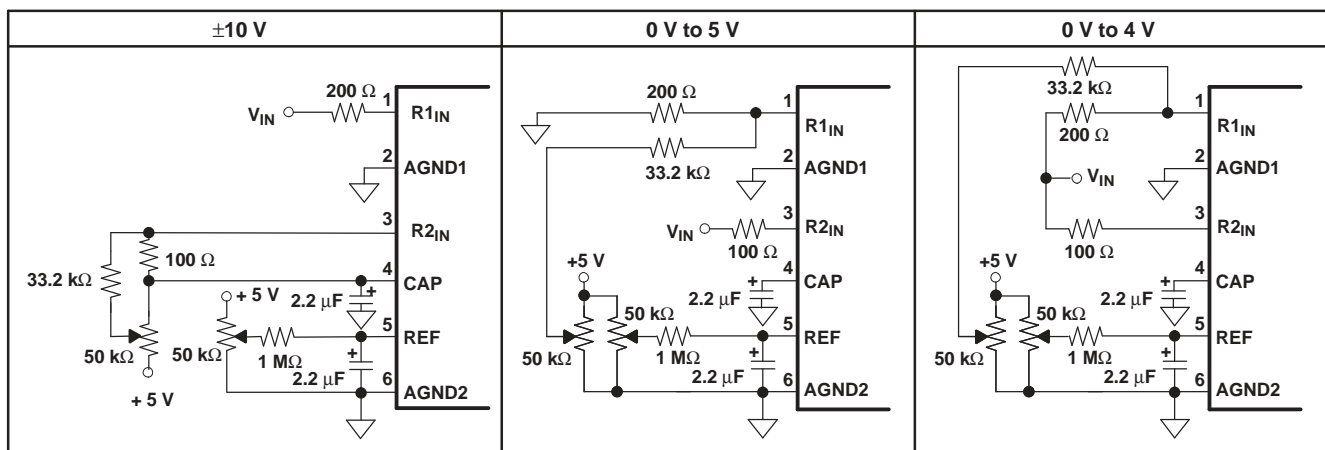 ±10 V
200 Ω
1
V_IN
R1_IN
2
AGND1
3
R2_IN
100 Ω
33.2 kΩ
4
CAP
+
+ 5 V
2.2 µF
5
REF
50 kΩ
50 kΩ
1 MΩ
+
2.2 µF
6
AGND2
+ 5 V
0 V to 5 V
200 Ω
1
R1_IN
33.2 kΩ
2
AGND1
3
V_IN
R2_IN
100 Ω
+5 V
4
+
CAP
2.2 µF
50 kΩ
5
REF
50 kΩ
1 MΩ
+
2.2 µF
6
AGND2
0 V to 4 V
33.2 kΩ
1
200 Ω
R1_IN
2
AGND1
V_IN
3
R2_IN
100 Ω
+5 V
4
+
CAP
2.2 µF
50 kΩ
5
REF
50 kΩ
1 MΩ
+
2.2 µF
6
AGND2